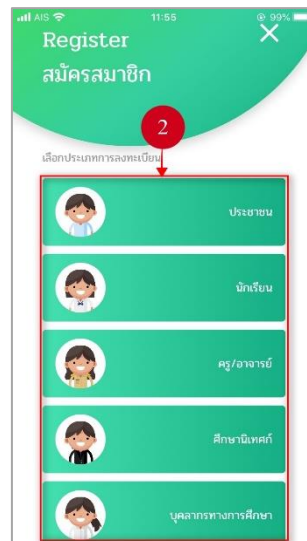 AIS 11:55 99%
Register
สมัครสมาชิก
2
เลือกประเภทการลงทะเบียน
ประชาชน
นักเรียน
ครู/อาจารย์
ศึกษานิเทศก์
บุคลากรทางการศึกษา